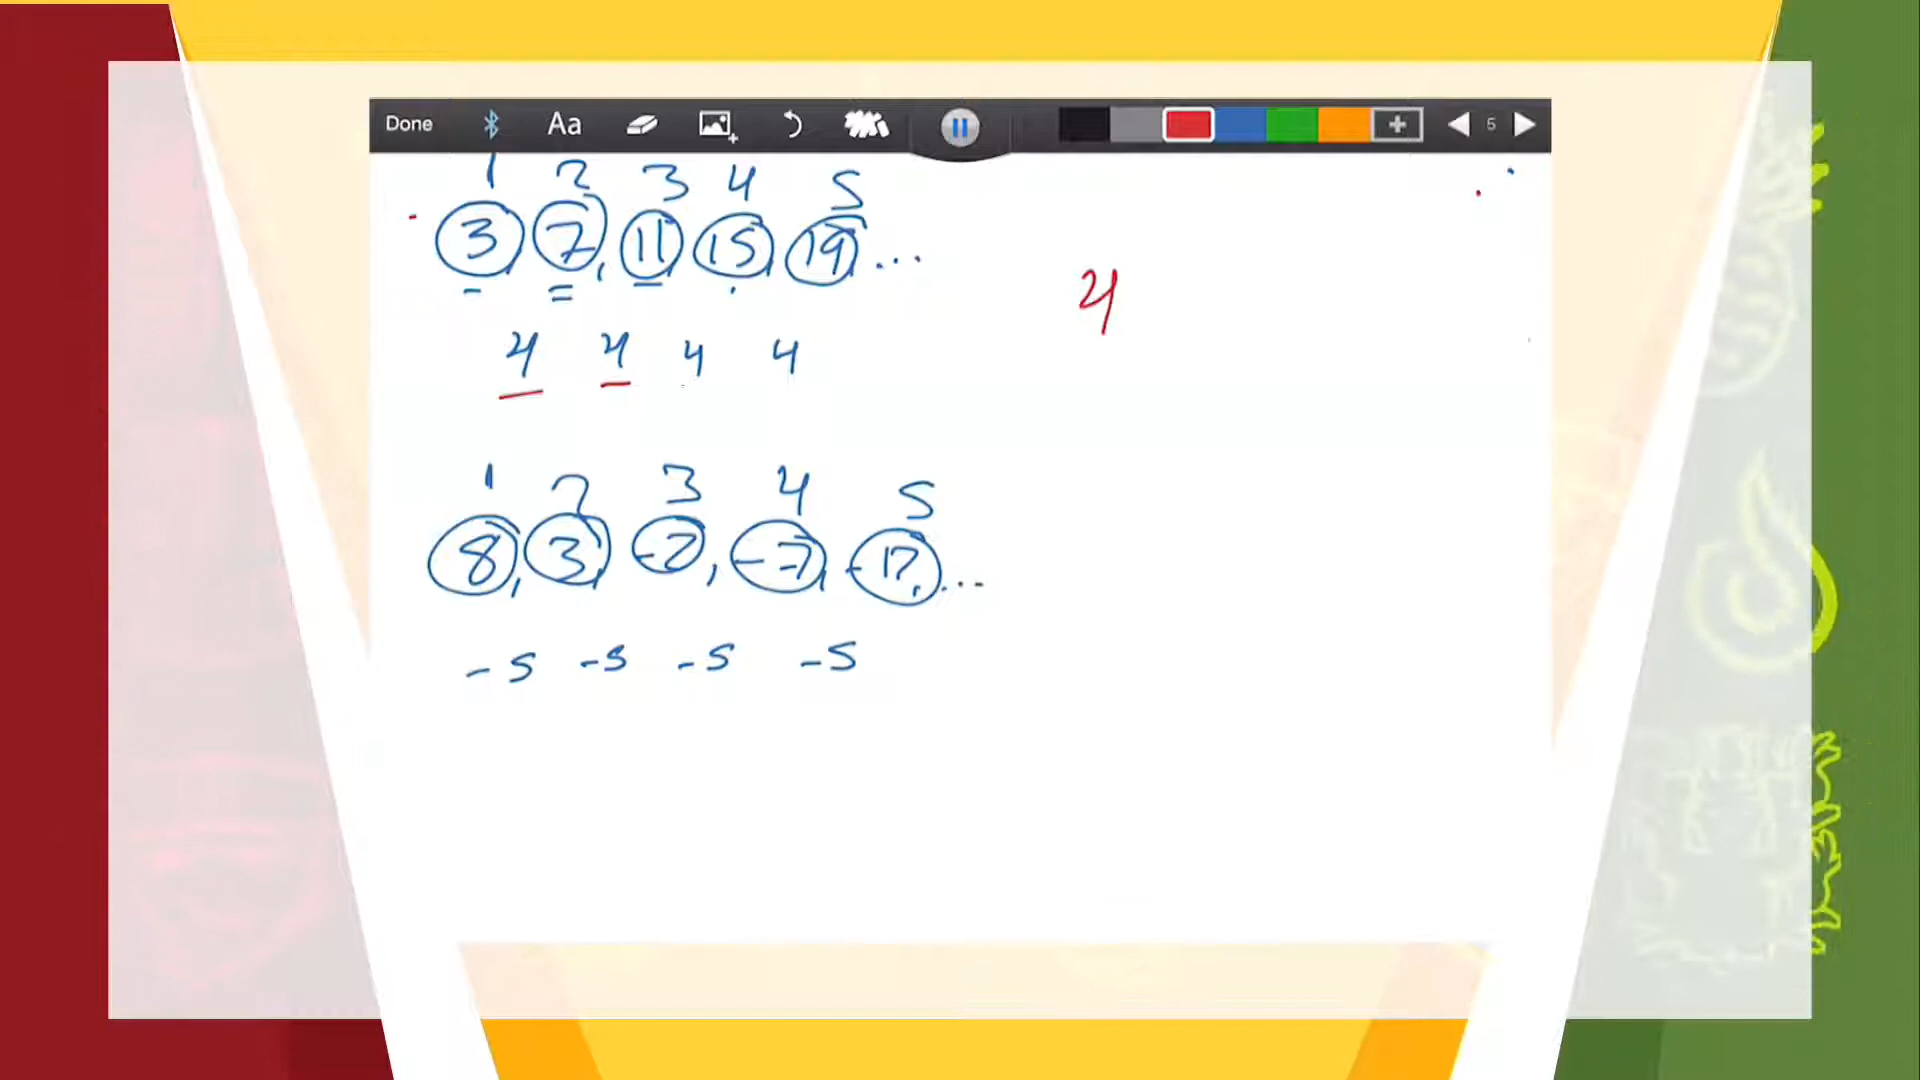 Done Aa 5
1 2 3 4 5
3, 7, 11, 15, 19, ...
4
4 4 4 4
1 2 3 4 5
8, 3, -2, -7, -12, ...
-5 -5 -5 -5